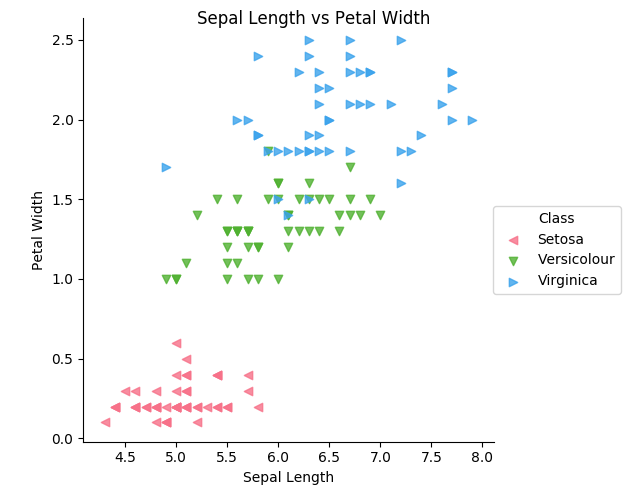 Sepal Length vs Petal Width
2.5
2.0
1.5
1.0
0.5
0.0
Petal Width
4.5 5.0 5.5 6.0 6.5 7.0 7.5 8.0
Sepal Length
Class
Setosa
Versicolour
Virginica